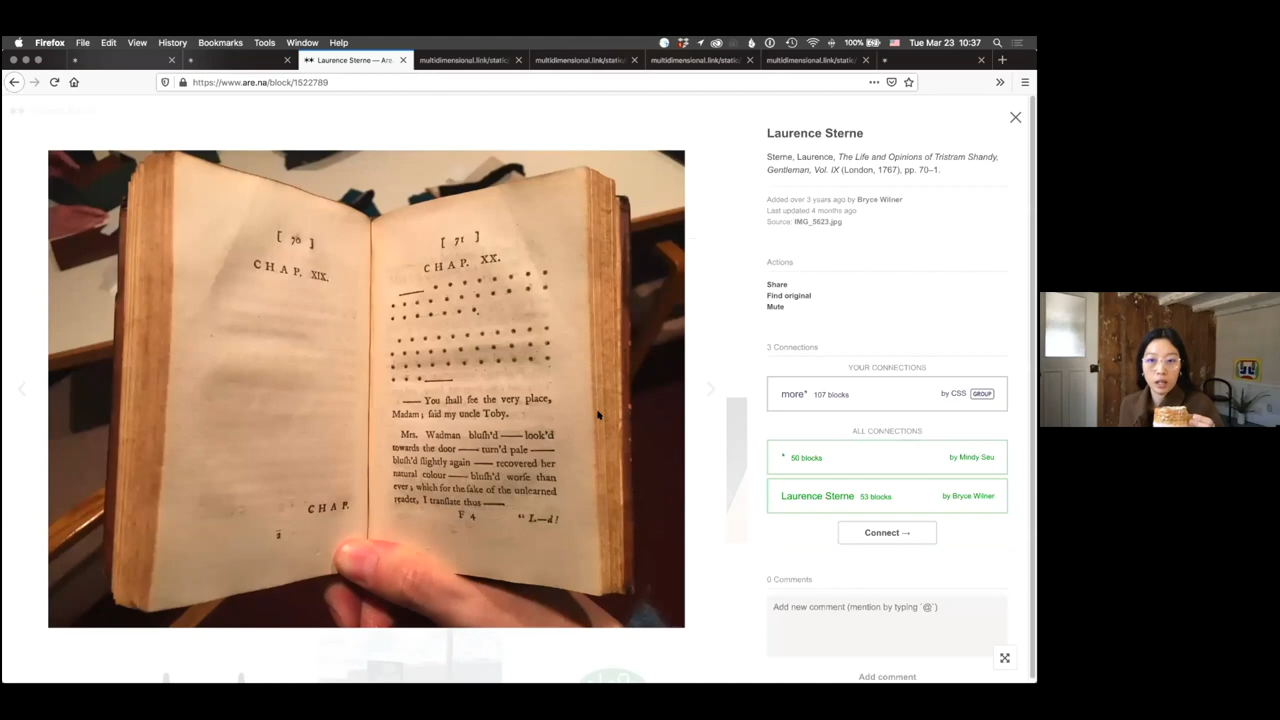 Firefox File Edit View History Bookmarks Tools Window Help 100% Tue Mar 23 10:37
Laurence Sterne — Are. multidimensional.link/static/ multidimensional.link/static/ multidimensional.link/static/ multidimensional.link/static/
https://www.are.na/block/1522789
[ 70 ]
CHAP. XIX.
CHAP.
[ 71 ]
CHAP. XX.
—— You ſhall ſee the very place,
Madam; ſaid my uncle Toby.
Mrs. Wadman bluſh'd —— look'd
towards the door —— turn'd pale ——
bluſh'd ſlightly again —— recovered her
natural colour —— bluſh'd worſe than
ever; which for the ſake of the unlearned
reader, I tranſlate thus ——
F 4 “ L—d!
Laurence Sterne
Sterne, Laurence, The Life and Opinions of Tristram Shandy,
Gentleman, Vol. IX (London, 1767), pp. 70–1.
Added over 3 years ago by Bryce Wilner
Last updated 4 months ago
Source: IMG_5623.jpg
Actions
Share
Find original
Mute
3 Connections
YOUR CONNECTIONS
more* 107 blocks by CSS GROUP
ALL CONNECTIONS
* 50 blocks by Mindy Seu
Laurence Sterne 53 blocks by Bryce Wilner
Connect →
0 Comments
Add new comment (mention by typing `@`)
Add comment